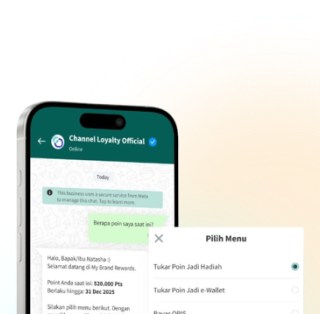 Channel Loyalty Official
Online
Today
This business uses a secure service from Meta
to manage this chat. Tap to learn more.
Berapa poin saya saat ini?
Halo, Bapak/Ibu Natasha :)
Selamat datang di My Brand Rewards.
Point Anda saat ini: 520.000 Pts
Berlaku hingga: 31 Dec 2025
Silakan pilih menu berikut. Dengan
Pilih Menu
Tukar Poin Jadi Hadiah
Tukar Poin Jadi e-Wallet
Bayar QRIS